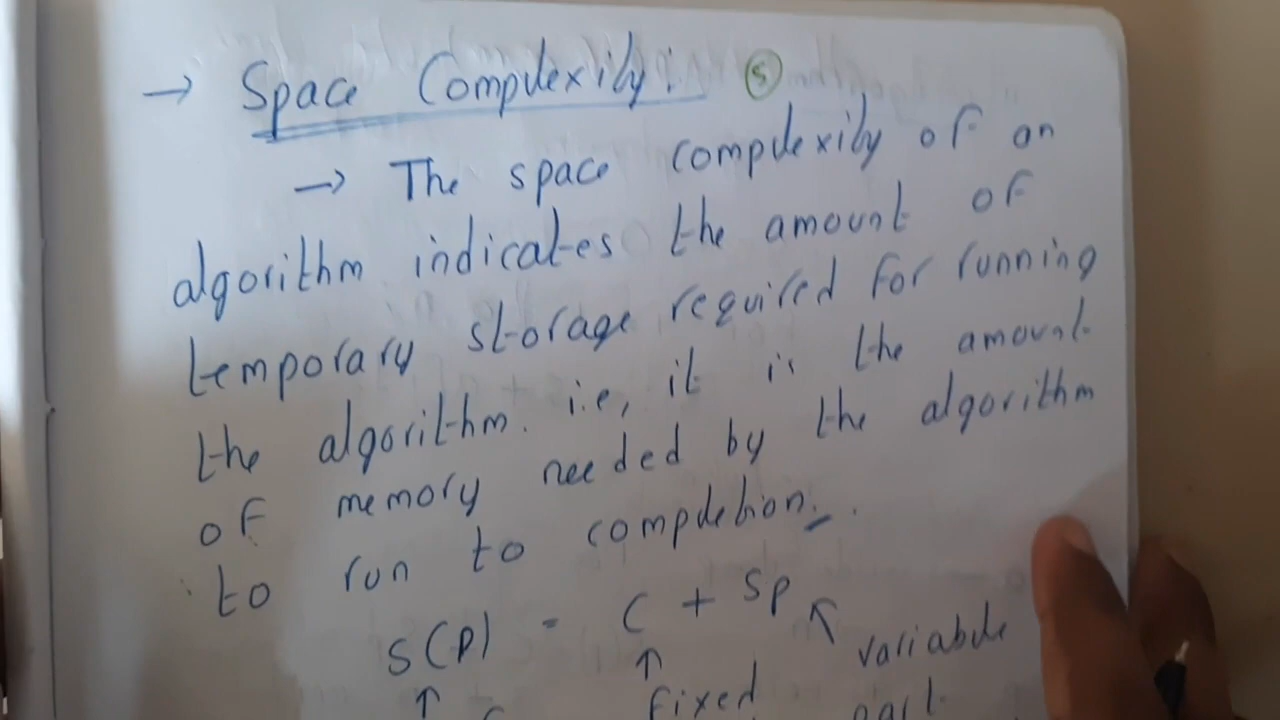 → Space Complexity: 5
→ The space complexity of an
algorithm indicates the amount of
temporary storage required for running
the algorithm. i.e, it is the amount
of memory needed by the algorithm
to run to completion.
S(P) = C + SP
↑ ↑ ↖ variable
fixed part